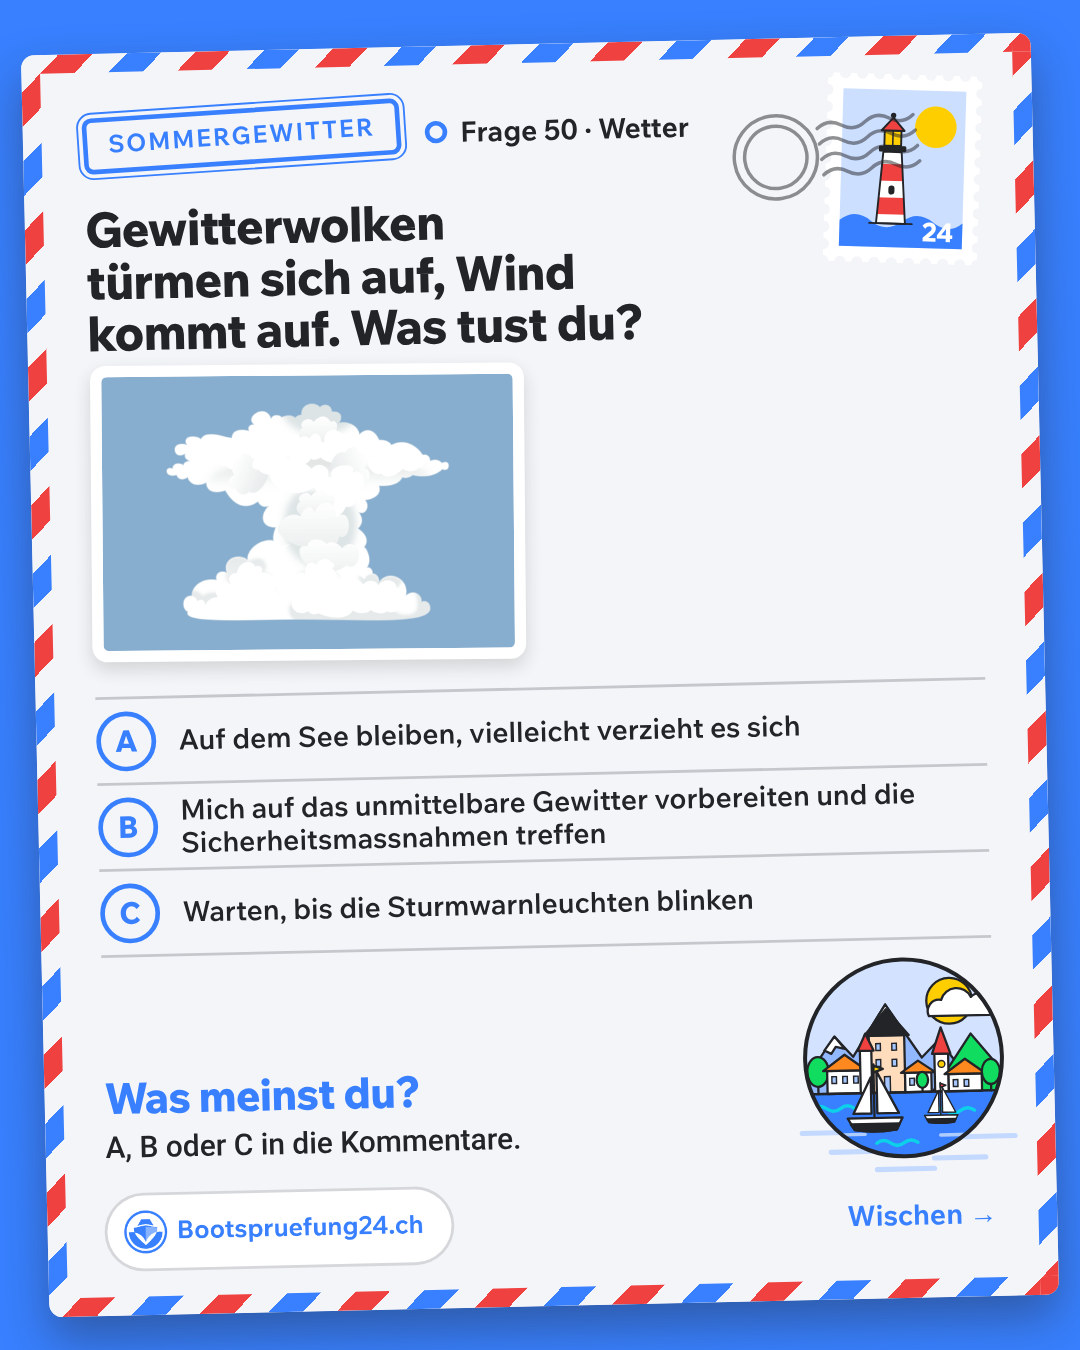 SOMMERGEWITTER
Frage 50 · Wetter
24
Gewitterwolken
türmen sich auf, Wind
kommt auf. Was tust du?
A
Auf dem See bleiben, vielleicht verzieht es sich
B
Mich auf das unmittelbare Gewitter vorbereiten und die
Sicherheitsmassnahmen treffen
C
Warten, bis die Sturmwarnleuchten blinken
Was meinst du?
A, B oder C in die Kommentare.
Bootspruefung24.ch
Wischen →